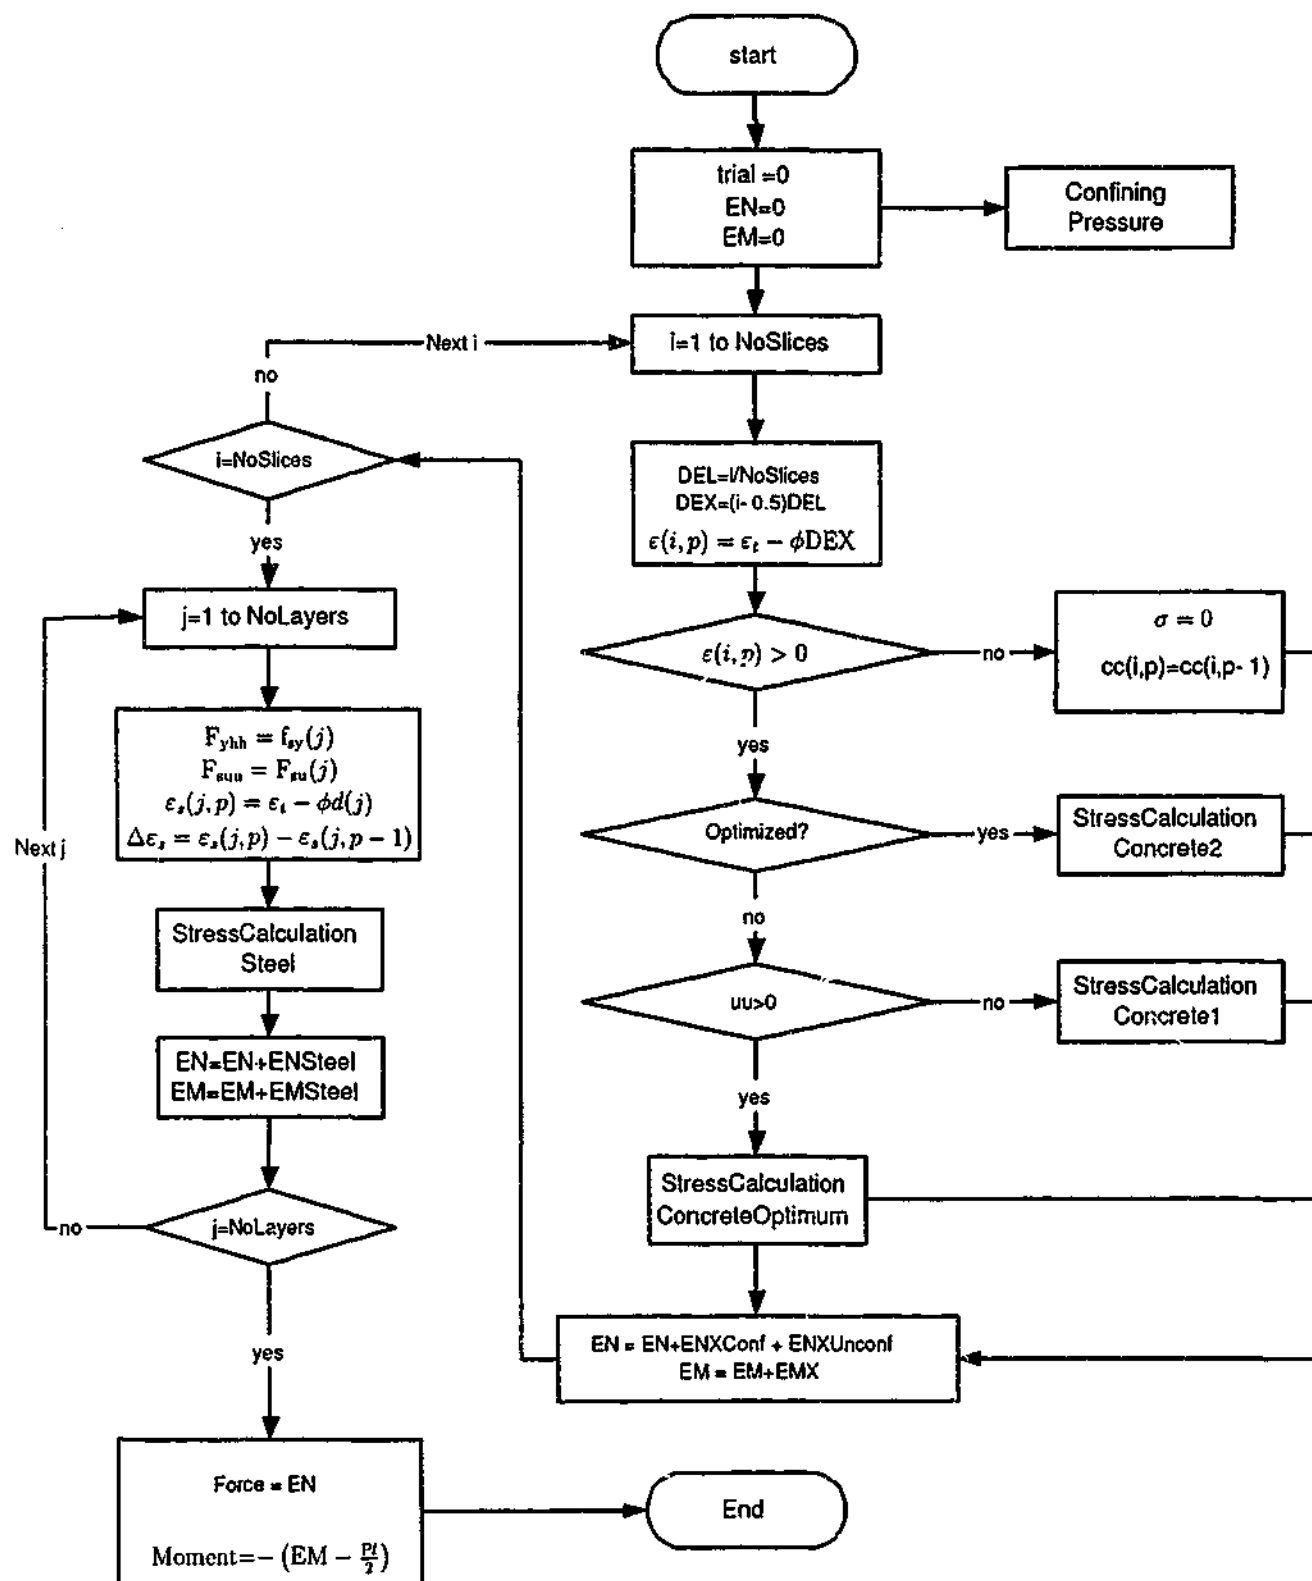 start
trial =0
EN=0
EM=0
Confining
Pressure
i=1 to NoSlices
Next i
no
i=NoSlices
yes
DEL=l/NoSlices
DEX=(i- 0.5)DEL
ε(i, p) = ε_t − φDEX
ε(i, p) > 0
no
σ = 0
cc(i,p)=cc(i,p- 1)
yes
Optimized?
yes
StressCalculation
Concrete2
no
uu>0
no
StressCalculation
Concrete1
yes
StressCalculation
ConcreteOptimum
EN = EN+ENXConf + ENXUnconf
EM = EM+EMX
j=1 to NoLayers
F_yhh = f_sy(j)
F_suu = F_su(j)
ε_s(j, p) = ε_t − φd(j)
Δε_s = ε_s(j, p) − ε_s(j, p − 1)
Next j
StressCalculation
Steel
EN=EN+ENSteel
EM=EM+EMSteel
j=NoLayers
no
yes
Force = EN
Moment=− (EM − Pl/2)
End